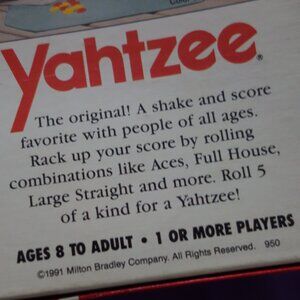 Yahtzee®
The original! A shake and score
favorite with people of all ages.
Rack up your score by rolling
combinations like Aces, Full House,
Large Straight and more. Roll 5
of a kind for a Yahtzee!
AGES 8 TO ADULT • 1 OR MORE PLAYERS
©1991 Milton Bradley Company. All Rights Reserved. 950